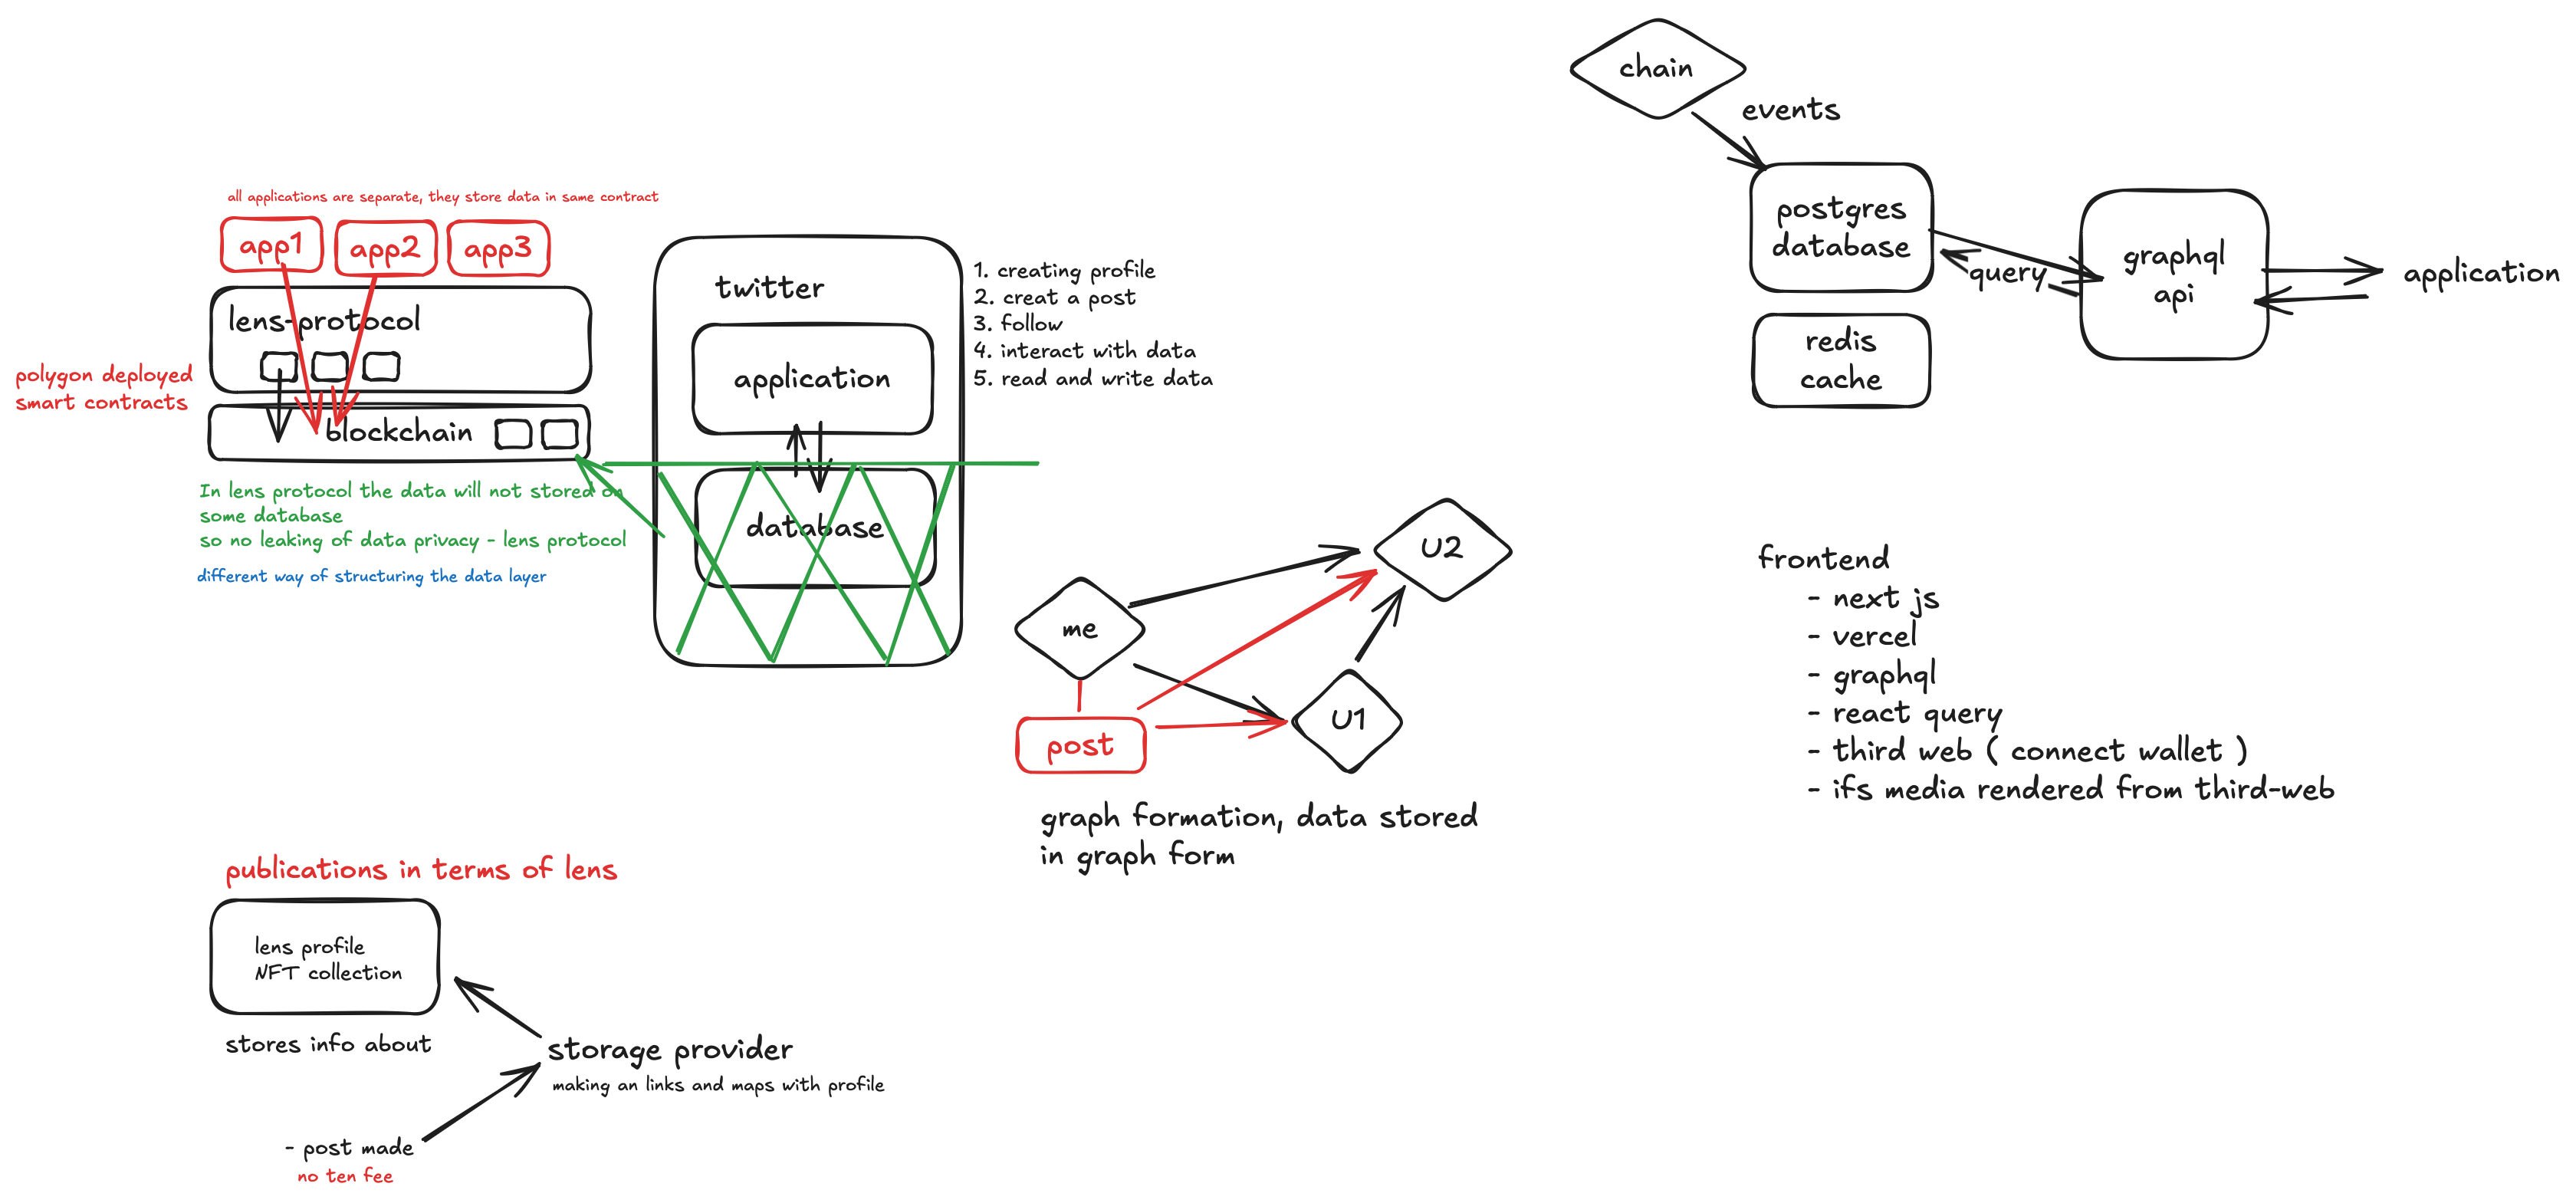 all applications are separate, they store data in same contract
app1
app2
app3
lens-protocol
polygon deployed
smart contracts
blockchain
In lens protocol the data will not stored on
some database
so no leaking of data privacy - lens protocol
different way of structuring the data layer
twitter
application
database
1. creating profile
2. creat a post
3. follow
4. interact with data
5. read and write data
me
U2
U1
post
graph formation, data stored
in graph form
chain
events
postgres
database
query
graphql
api
application
redis
cache
frontend
- next js
- vercel
- graphql
- react query
- third web ( connect wallet )
- ifs media rendered from third-web
publications in terms of lens
lens profile
NFT collection
stores info about
storage provider
making an links and maps with profile
- post made
no ten fee